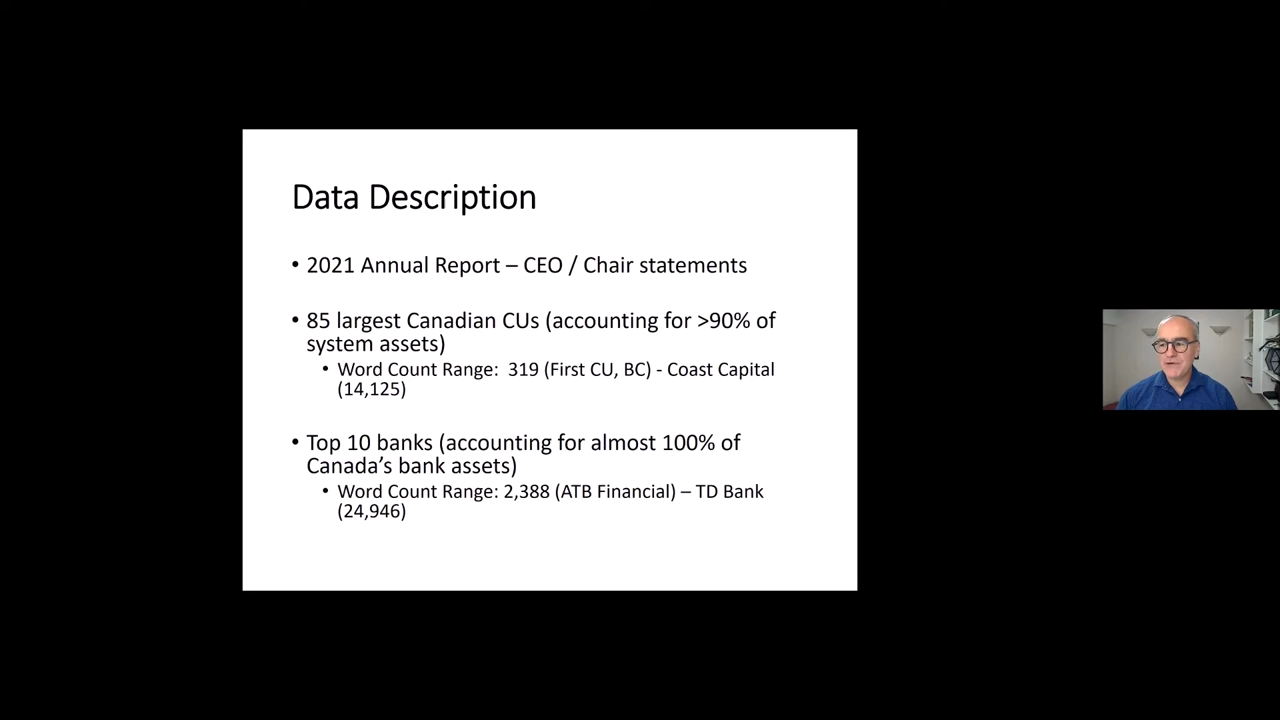 Data Description
• 2021 Annual Report – CEO / Chair statements
• 85 largest Canadian CUs (accounting for >90% of
system assets)
• Word Count Range:  319 (First CU, BC) - Coast Capital
(14,125)
• Top 10 banks (accounting for almost 100% of
Canada’s bank assets)
• Word Count Range: 2,388 (ATB Financial) – TD Bank
(24,946)